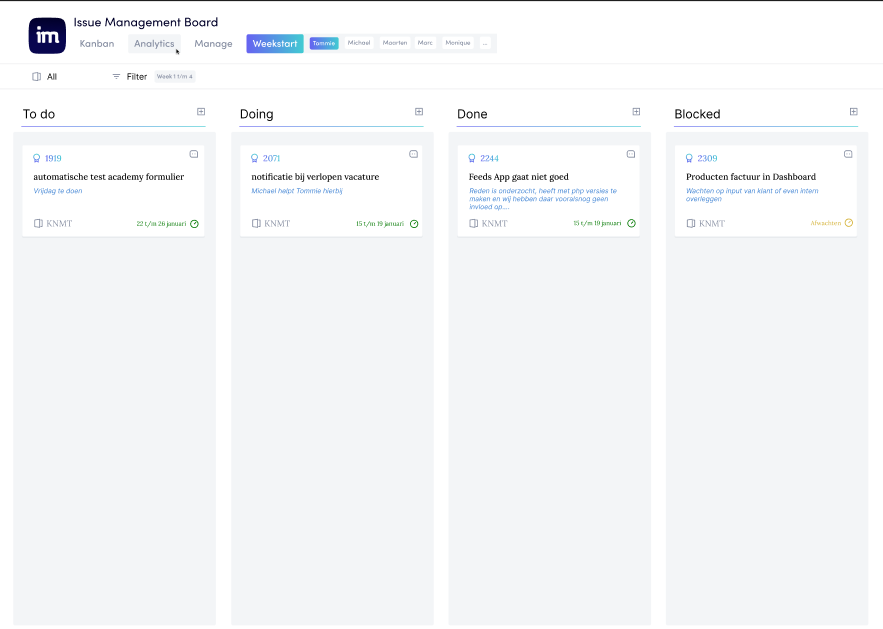 im
Issue Management Board
Kanban Analytics Manage Weekstart Tommie Michael Maarten Marc Monique ...
All Filter Week 1 t/m 4
To do
1919
automatische test academy formulier
Vrijdag te doen
KNMT 22 t/m 26 januari
Doing
2071
notificatie bij verlopen vacature
Michael helpt Tommie hierbij
KNMT 15 t/m 19 januari
Done
2244
Feeds App gaat niet goed
Reden is onderzocht, heeft met php versies te
maken en wij hebben daar vooralsnog geen
invloed op....
KNMT 15 t/m 19 januari
Blocked
2309
Producten factuur in Dashboard
Wachten op input van klant of even intern
overleggen
KNMT Afwachten